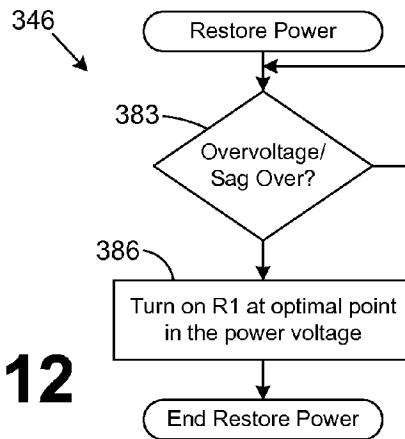 346
Restore Power
383
Overvoltage/
Sag Over?
386
Turn on R1 at optimal point
in the power voltage
12
End Restore Power